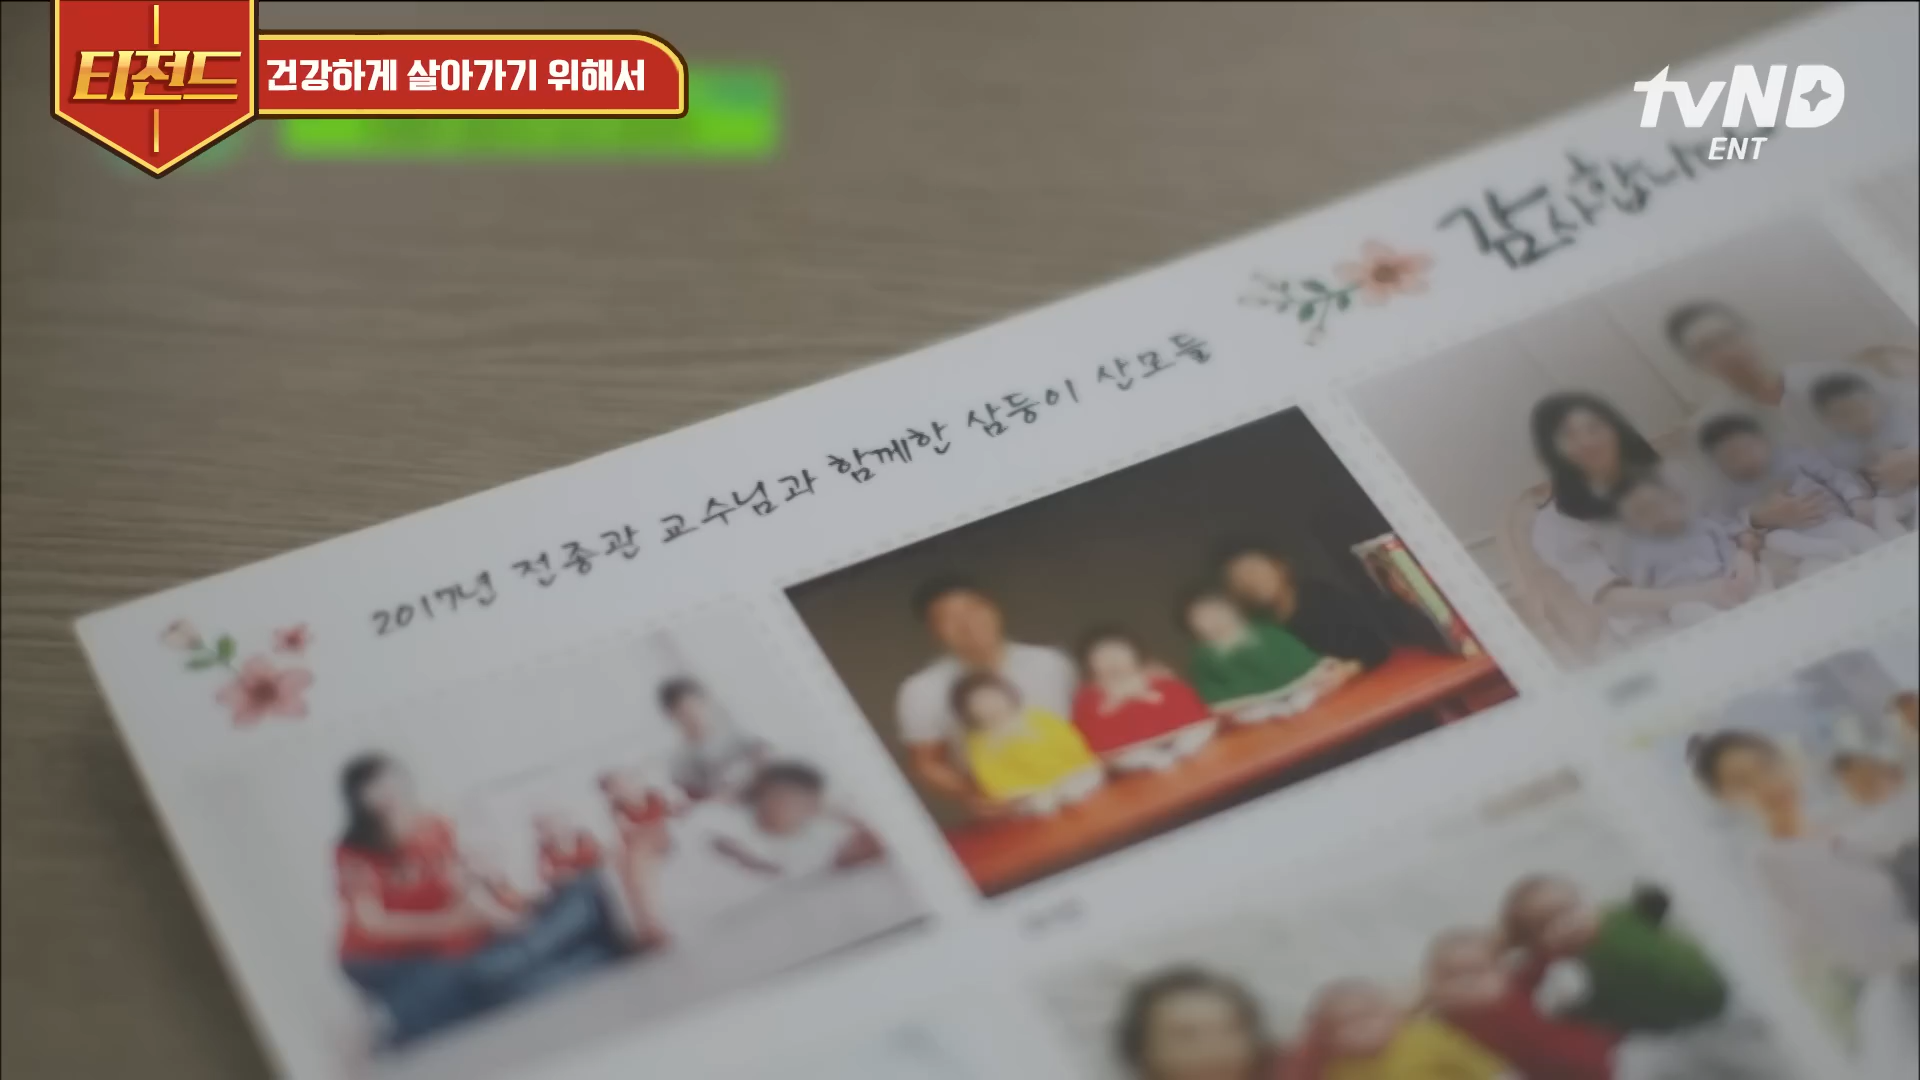 티전드
건강하게 살아가기 위해서
tvND
ENT
감사합니다
2017년 전종관 교수님과 함께한 삼둥이 산모들